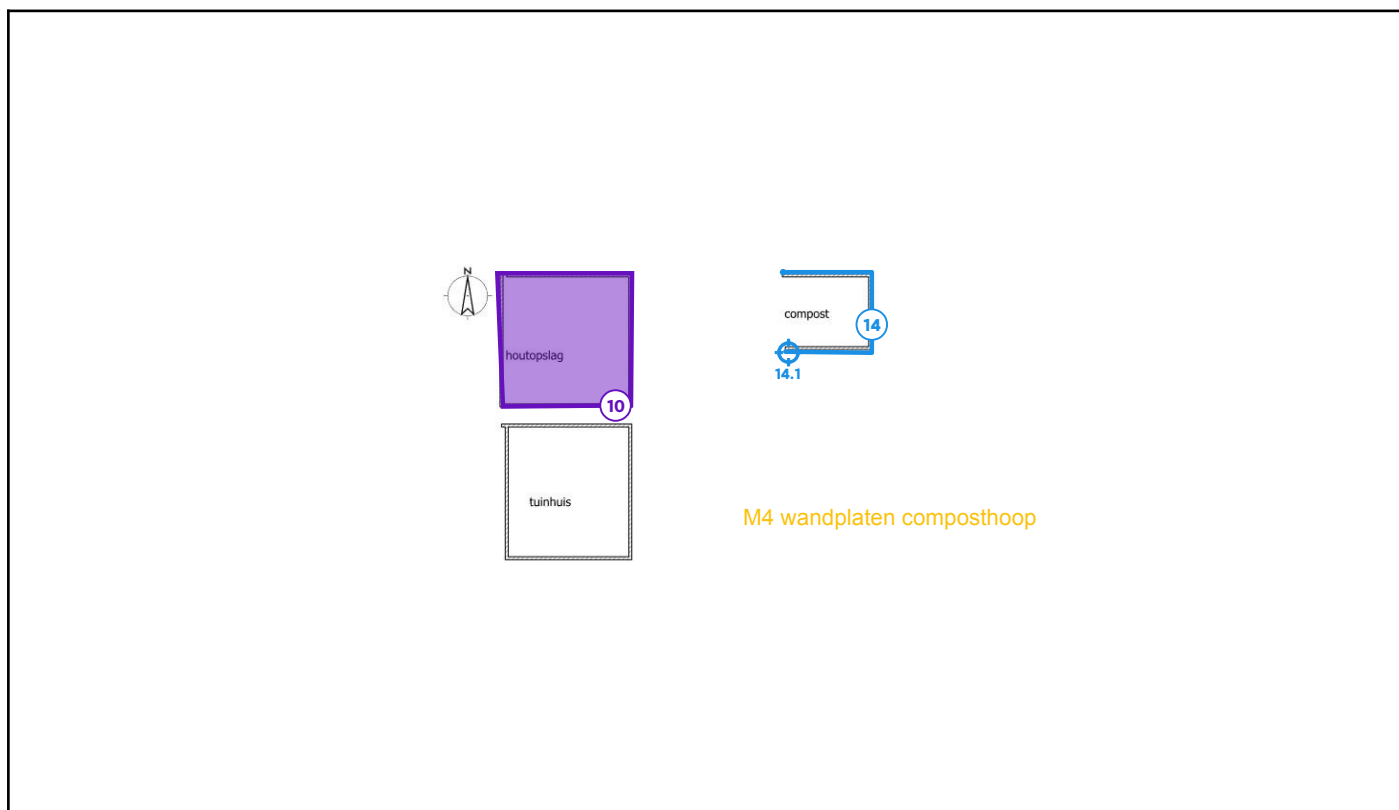 N
compost
14
houtopslag
14.1
10
tuinhuis
M4 wandplaten composthoop